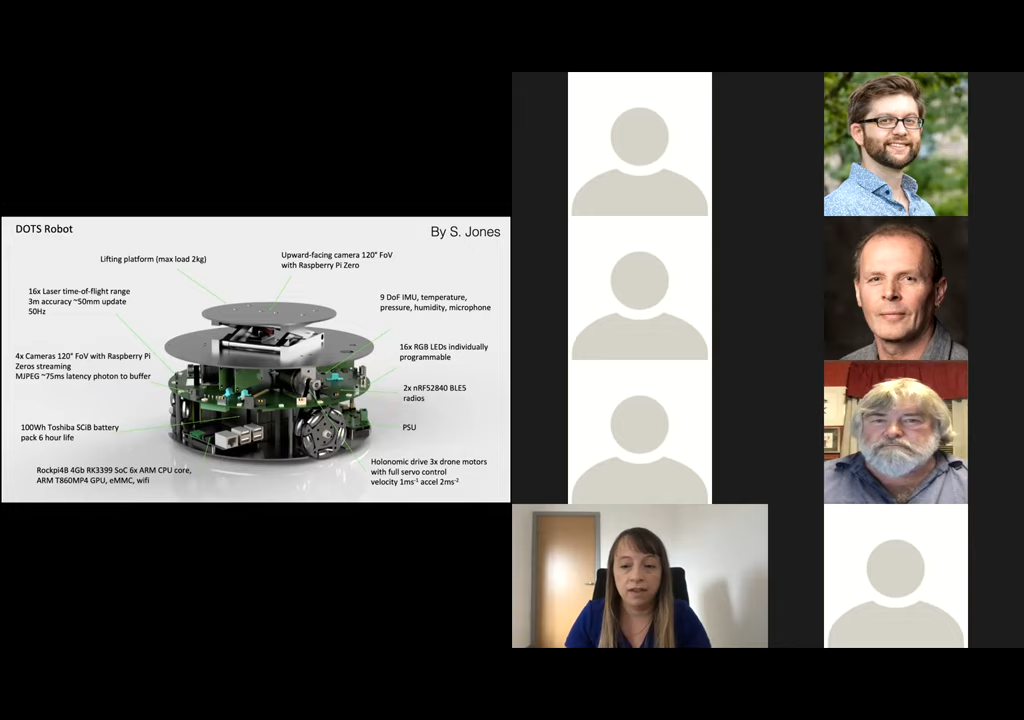 DOTS Robot
By S. Jones
Lifting platform (max load 2kg)
Upward-facing camera 120° FoV
with Raspberry Pi Zero
16x Laser time-of-flight range
3m accuracy ~50mm update
50Hz
9 DoF IMU, temperature,
pressure, humidity, microphone
16x RGB LEDs individually
programmable
4x Cameras 120° FoV with Raspberry Pi
Zeros streaming
MJPEG ~75ms latency photon to buffer
2x nRF52840 BLE5
radios
100Wh Toshiba SCiB battery
pack 6 hour life
PSU
Rockpi4B 4Gb RK3399 SoC 6x ARM CPU core,
ARM T860MP4 GPU, eMMC, wifi
Holonomic drive 3x drone motors
with full servo control
velocity 1ms⁻¹ accel 2ms⁻²